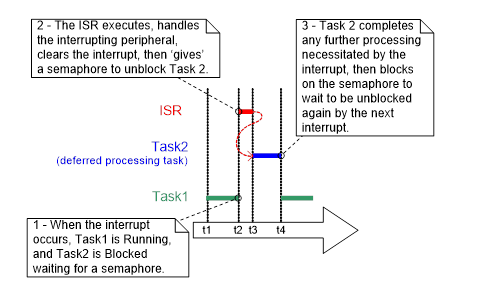 2 - The ISR executes, handles
the interrupting peripheral,
clears the interrupt, then ‘gives’
a semaphore to unblock Task 2.
3 - Task 2 completes
any further processing
necessitated by the
interrupt, then blocks
on the semaphore to
wait to be unblocked
again by the next
interrupt.
ISR
Task2
(deferred processing task)
Task1
t1 t2 t3 t4
1 - When the interrupt
occurs, Task1 is Running,
and Task2 is Blocked
waiting for a semaphore.